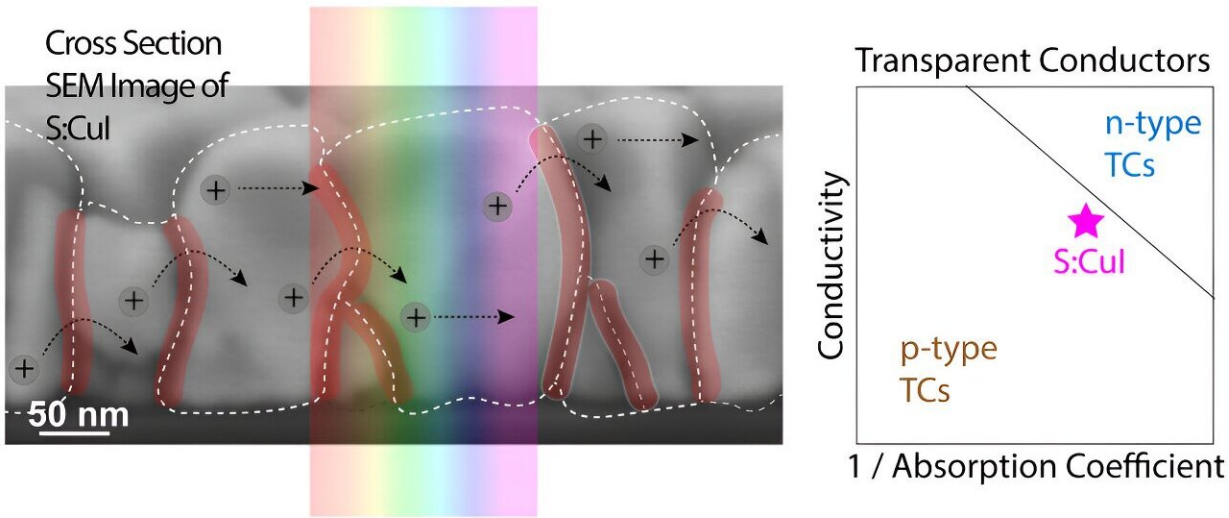 Cross Section
SEM Image of
S:CuI
50 nm
+
+
+
+
+
+
+
+
Transparent Conductors
n-type
TCs
S:CuI
p-type
TCs
Conductivity
1 / Absorption Coefficient